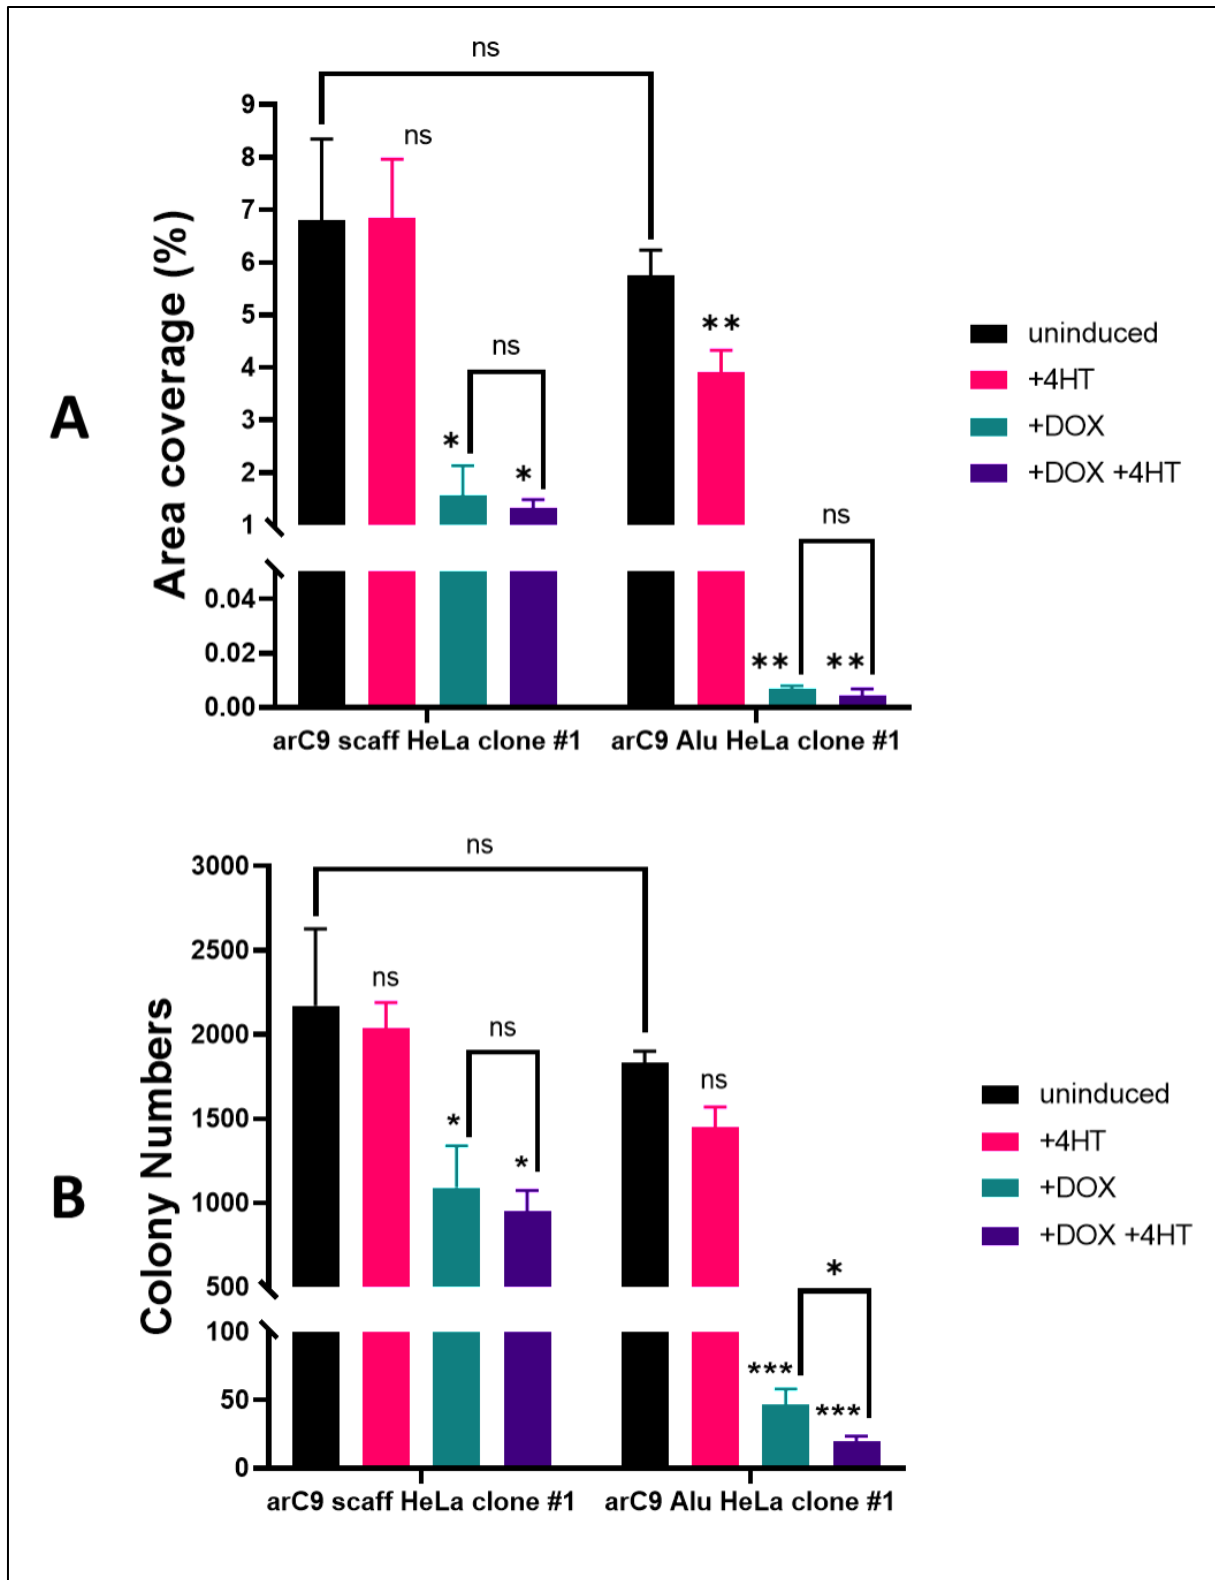 ns
9
8
7
6
5
4
3
2
1
0.04
0.02
0.00
Area coverage (%)
A
ns
ns
*
*
**
ns
**
**
arC9 scaff HeLa clone #1
arC9 Alu HeLa clone #1
uninduced
+4HT
+DOX
+DOX +4HT
ns
3000
2500
2000
1500
1000
500
100
50
0
Colony Numbers
B
ns
ns
*
*
ns
*
***
***
arC9 scaff HeLa clone #1
arC9 Alu HeLa clone #1
uninduced
+4HT
+DOX
+DOX +4HT